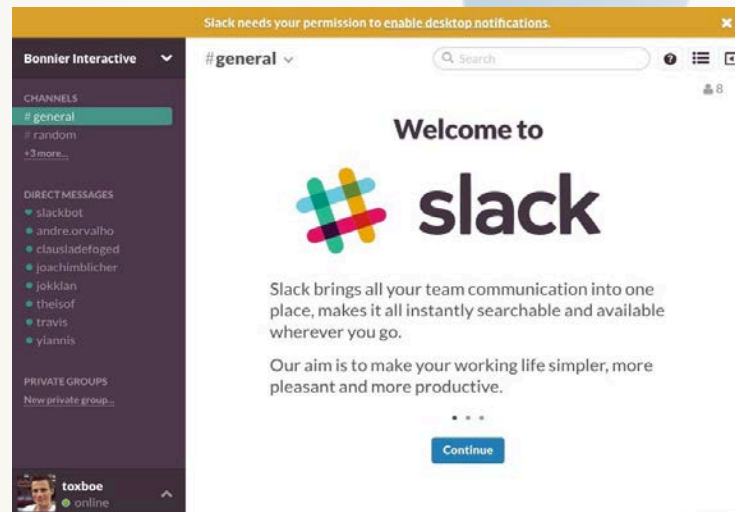 Slack needs your permission to enable desktop notifications.
Bonnier Interactive
#general
Search
8
CHANNELS
# general
# random
+3 more...
DIRECT MESSAGES
slackbot
andre.orvalho
clausladefoged
joachimblicher
jokklan
theisof
travis
yiannis
PRIVATE GROUPS
New private group...
toxboe
online
Welcome to
slack
Slack brings all your team communication into one
place, makes it all instantly searchable and available
wherever you go.
Our aim is to make your working life simpler, more
pleasant and more productive.
Continue